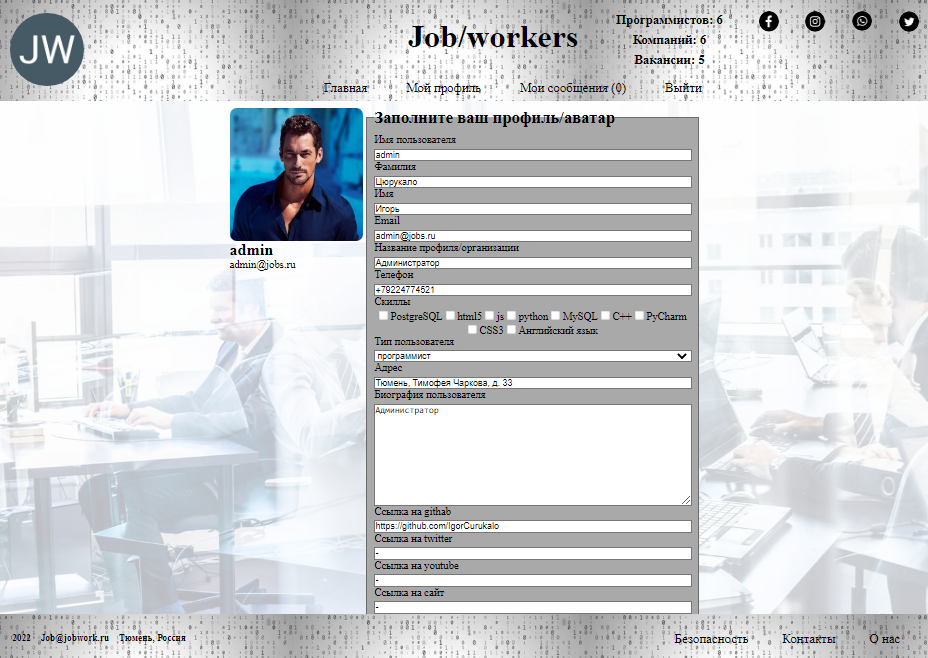 JW
Job/workers
Программистов: 6
Компаний: 6
Вакансии: 5
Главная Мой профиль Мои сообщения (0) Выйти
admin
admin@jobs.ru
Заполните ваш профиль/аватар
Имя пользователя
admin
Фамилия
Цюрукало
Имя
Игорь
Email
admin@jobs.ru
Название профиля/организации
Администратор
Телефон
+79224774521
Скиллы
PostgreSQL html5 js python MySQL C++ PyCharm
CSS3 Английский язык
Тип пользователя
программист
Адрес
Тюмень, Тимофея Чаркова, д. 33
Биография пользователя
Администратор
Ссылка на githab
https://github.com/IgorCurukalo
Ссылка на twitter
-
Ссылка на youtube
-
Ссылка на сайт
-
2022 Job@jobwork.ru Тюмень, Россия
Безопасность Контакты О нас